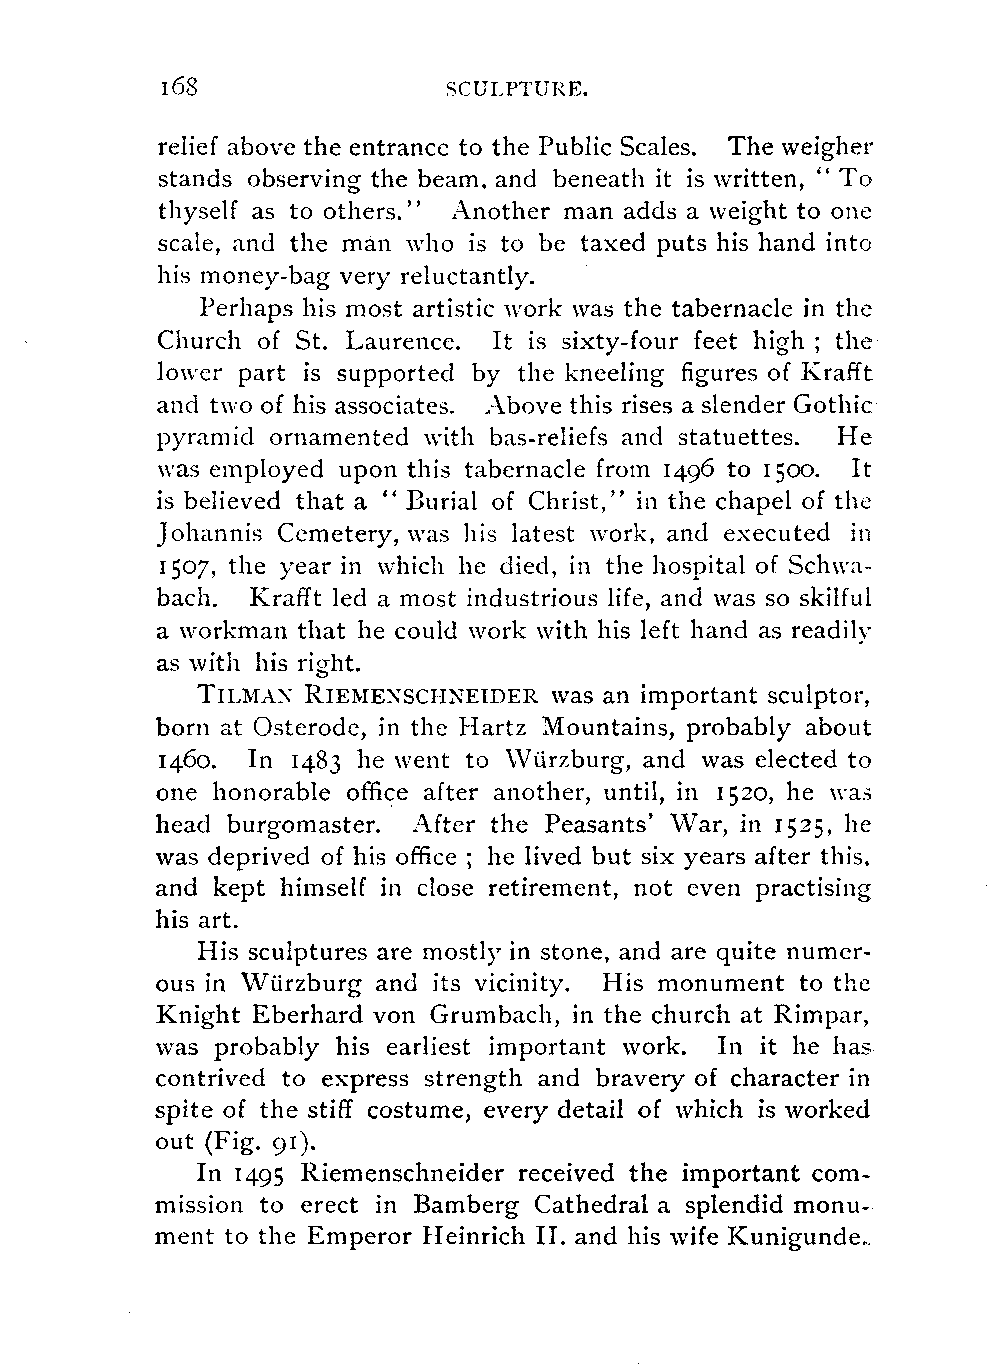 168 SCULPTURE.
relief above the entrance to the Public Scales. The weigher
stands observing the beam, and beneath it is written, " To
thyself as to others." Another man adds a weight to one
scale, and the man who is to be taxed puts his hand into
his money-bag very reluctantly.
Perhaps his most artistic work was the tabernacle in the
Church of St. Laurence. It is sixty-four feet high ; the
lower part is supported by the kneeling figures of Krafft
and two of his associates. Above this rises a slender Gothic
pyramid ornamented with bas-reliefs and statuettes. He
was employed upon this tabernacle from 1496 to 1500. It
is believed that a " Burial of Christ," in the chapel of the
Johannis Cemetery, was his latest work, and executed in
1507, the year in which he died, in the hospital of Schwa-
bach. Krafft led a most industrious life, and was so skilful
a workman that he could work with his left hand as readily
as with his right.
TILMAN RIEMENSCHNEIDER was an important sculptor,
born at Osterode, in the Hartz Mountains, probably about
1460. In 1483 he went to Würzburg, and was elected to
one honorable office after another, until, in 1520, he was
head burgomaster. After the Peasants' War, in 1525, he
was deprived of his office ; he lived but six years after this,
and kept himself in close retirement, not even practising
his art.
His sculptures are mostly in stone, and are quite numer-
ous in Würzburg and its vicinity. His monument to the
Knight Eberhard von Grumbach, in the church at Rimpar,
was probably his earliest important work. In it he has
contrived to express strength and bravery of character in
spite of the stiff costume, every detail of which is worked
out (Fig. 91).
In 1495 Riemenschneider received the important com-
mission to erect in Bamberg Cathedral a splendid monu-
ment to the Emperor Heinrich II. and his wife Kunigunde.